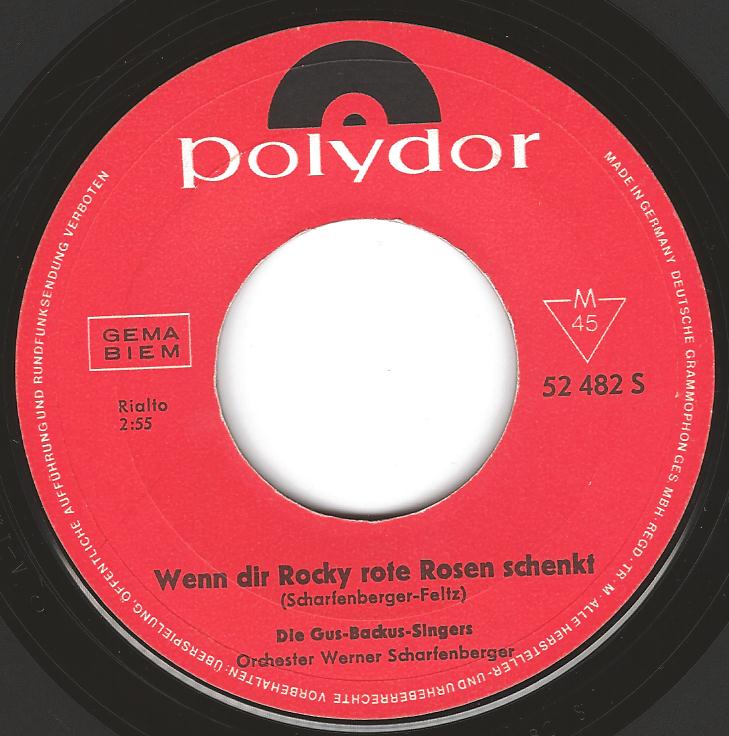 polydor
GEMA
BIEM
Rialto
2:55
M
45
52 482 S
Wenn dir Rocky rote Rosen schenkt
(Scharfenberger-Feltz)
Die Gus-Backus-Singers
Orchester Werner Scharfenberger
MADE IN GERMANY DEUTSCHE GRAMMOPHON GES MBH · REGD. TR. M. ALLE HERSTELLER- UND URHEBERRECHTE VORBEHALTEN: ÜBERSPIELUNG, ÖFFENTLICHE AUFFÜHRUNG UND RUNDFUNKSENDUNG VERBOTEN